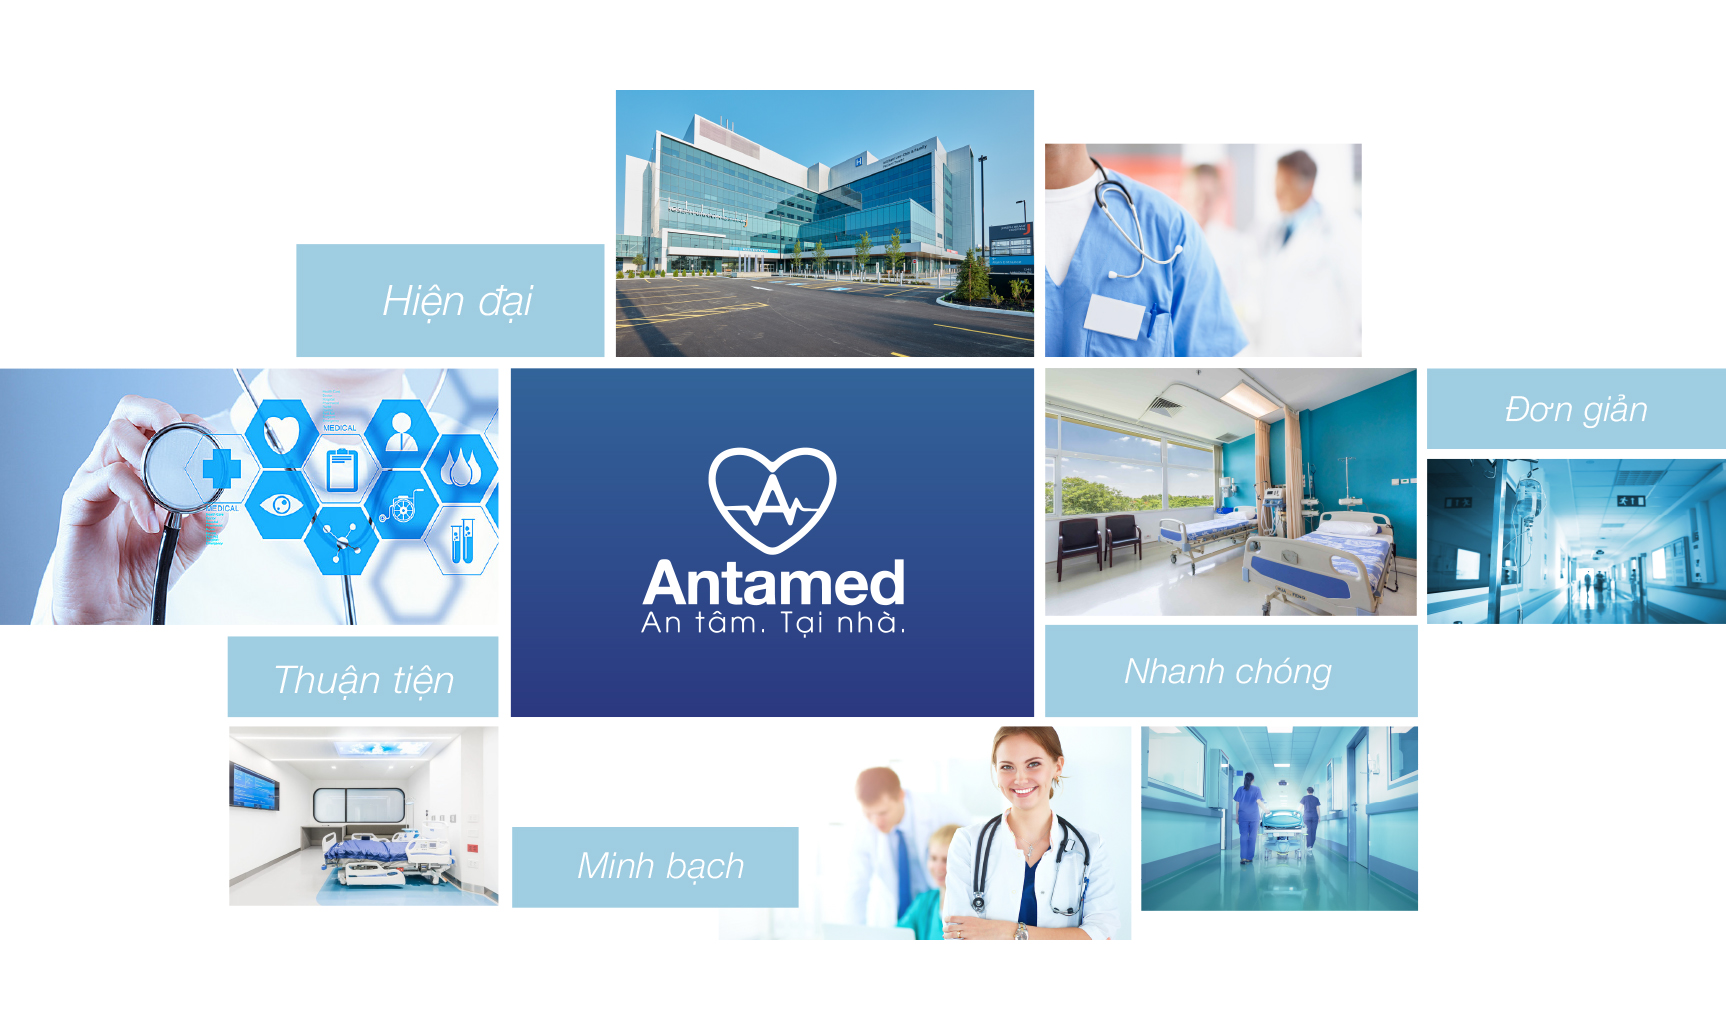 Hiện đại
MEDICAL
MEDICAL
Antamed
An tâm. Tại nhà.
Đơn giản
Thuận tiện
Nhanh chóng
Minh bạch